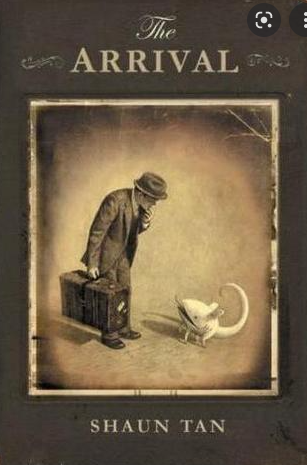 The
ARRIVAL
SHAUN TAN